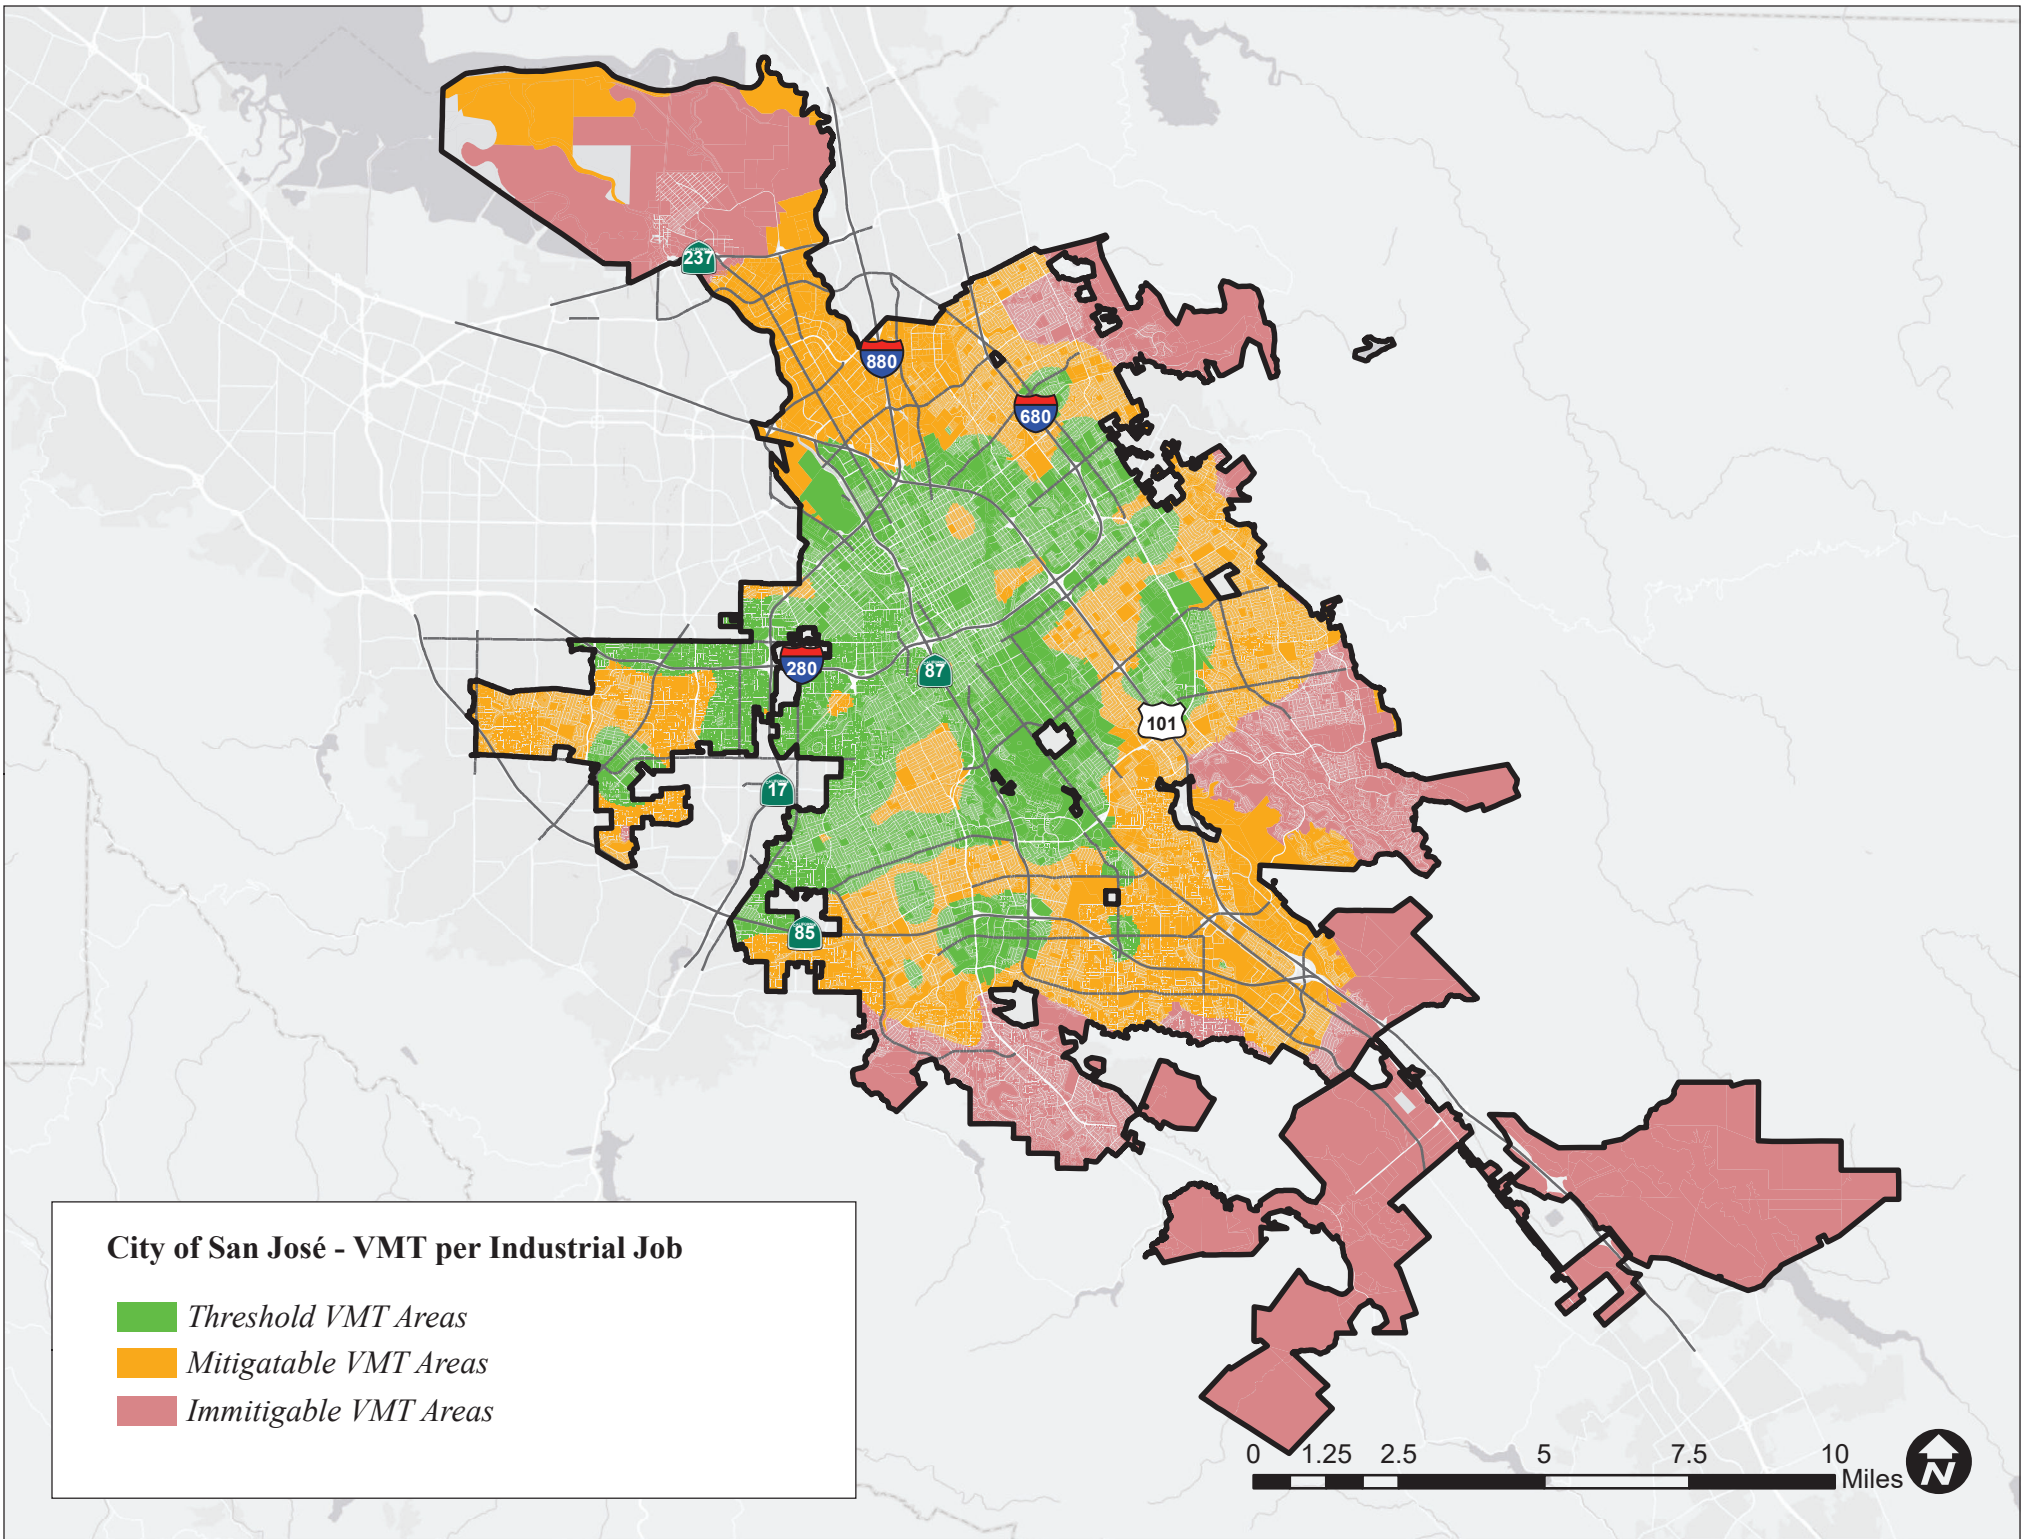 237
880
680
280
87
101
17
85
City of San José - VMT per Industrial Job
Threshold VMT Areas
Mitigatable VMT Areas
Immitigable VMT Areas
0 1.25 2.5 5 7.5 10
Miles
N